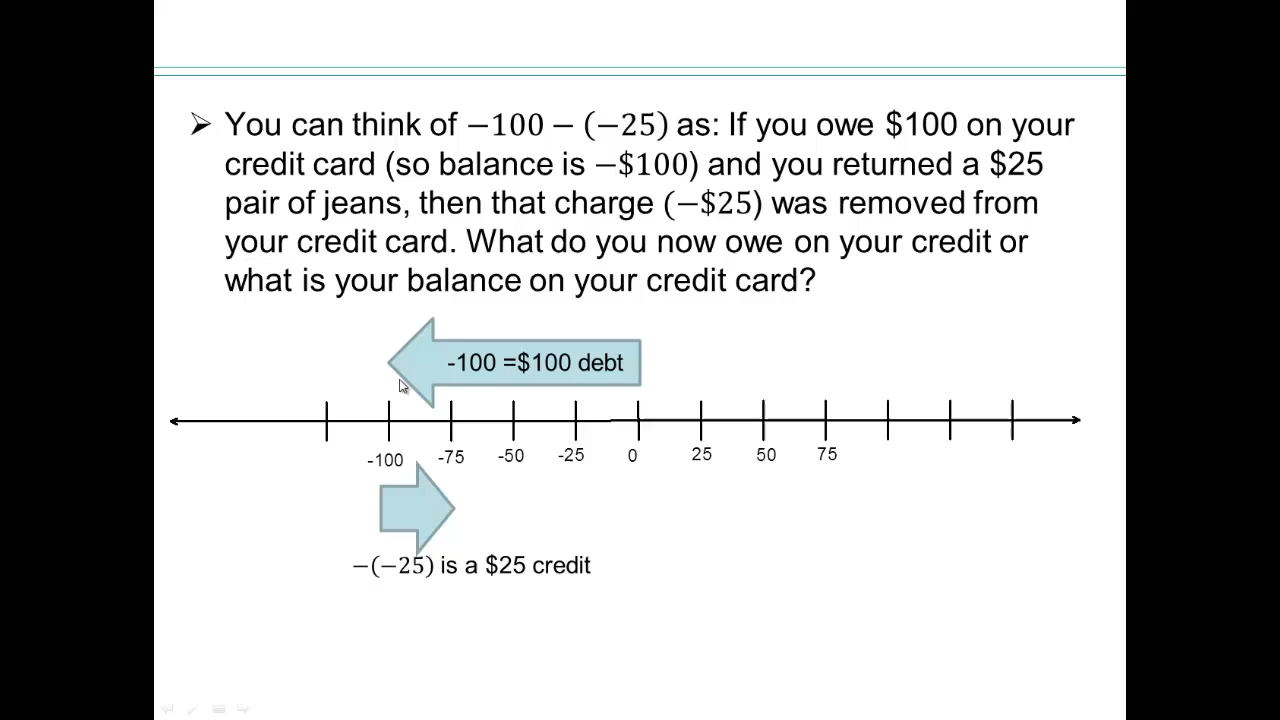 ➢ You can think of −100 − (−25) as: If you owe $100 on your
credit card (so balance is −$100) and you returned a $25
pair of jeans, then that charge (−$25) was removed from
your credit card. What do you now owe on your credit or
what is your balance on your credit card?
-100 =$100 debt
-100 -75 -50 -25 0 25 50 75
−(−25) is a $25 credit